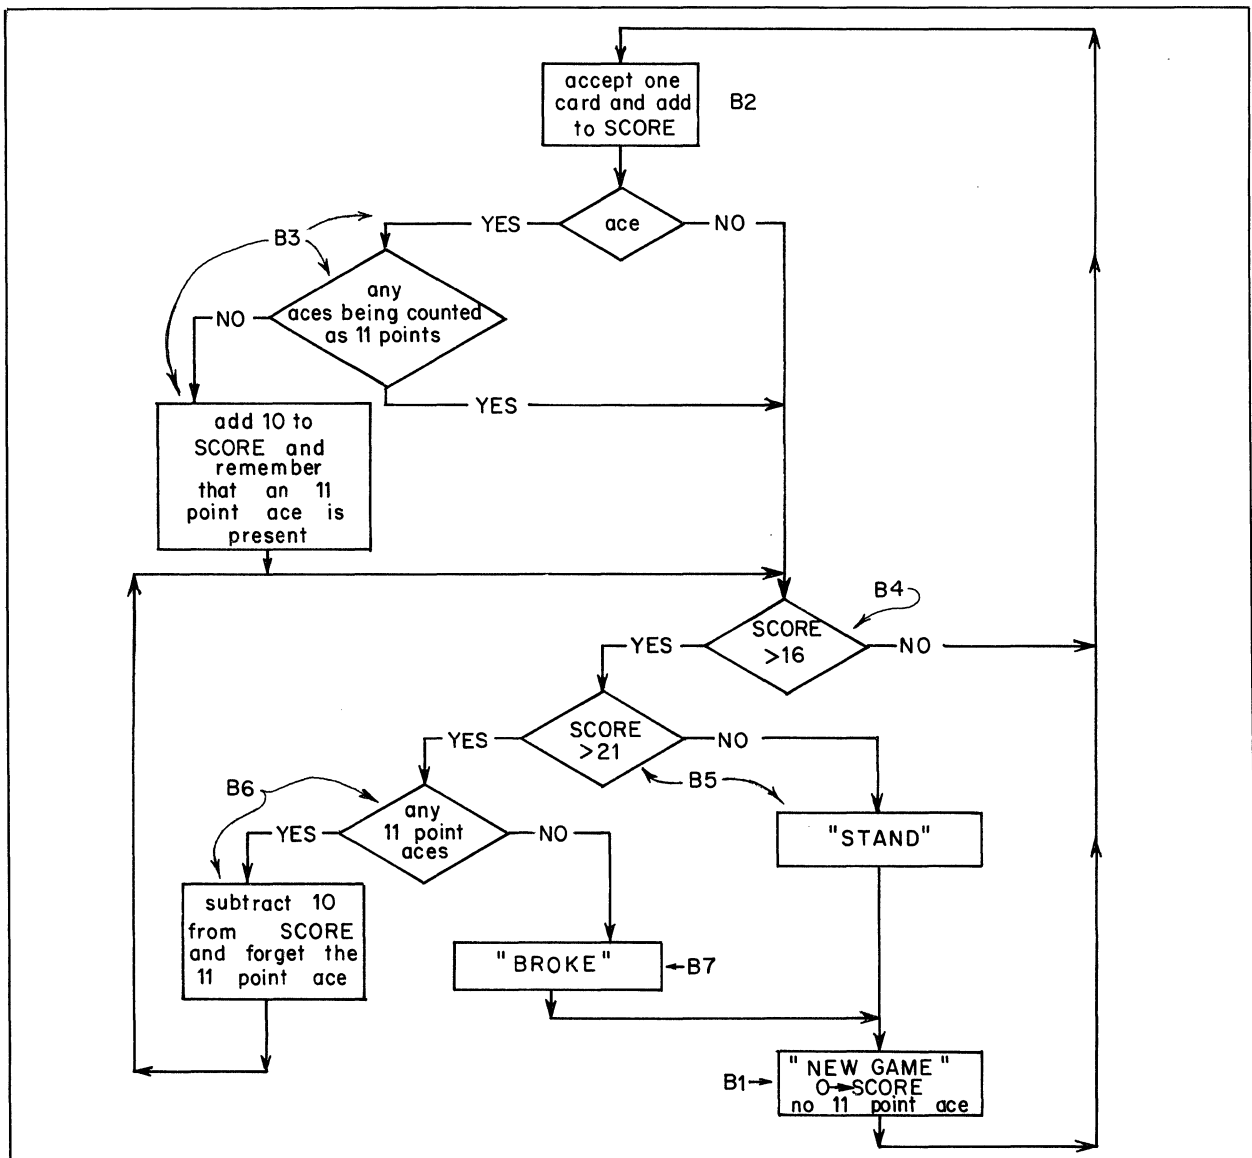 accept one
card and add
to SCORE
B2
ace
YES
NO
B3
any
aces being counted
as 11 points
NO
YES
add 10 to
SCORE and
remember
that an 11
point ace is
present
B4
SCORE
>16
YES
NO
SCORE
>21
YES
NO
B5
B6
any
11 point
aces
YES
NO
"STAND"
subtract 10
from SCORE
and forget the
11 point ace
"BROKE"
B7
B1
"NEW GAME"
0→SCORE
no 11 point ace